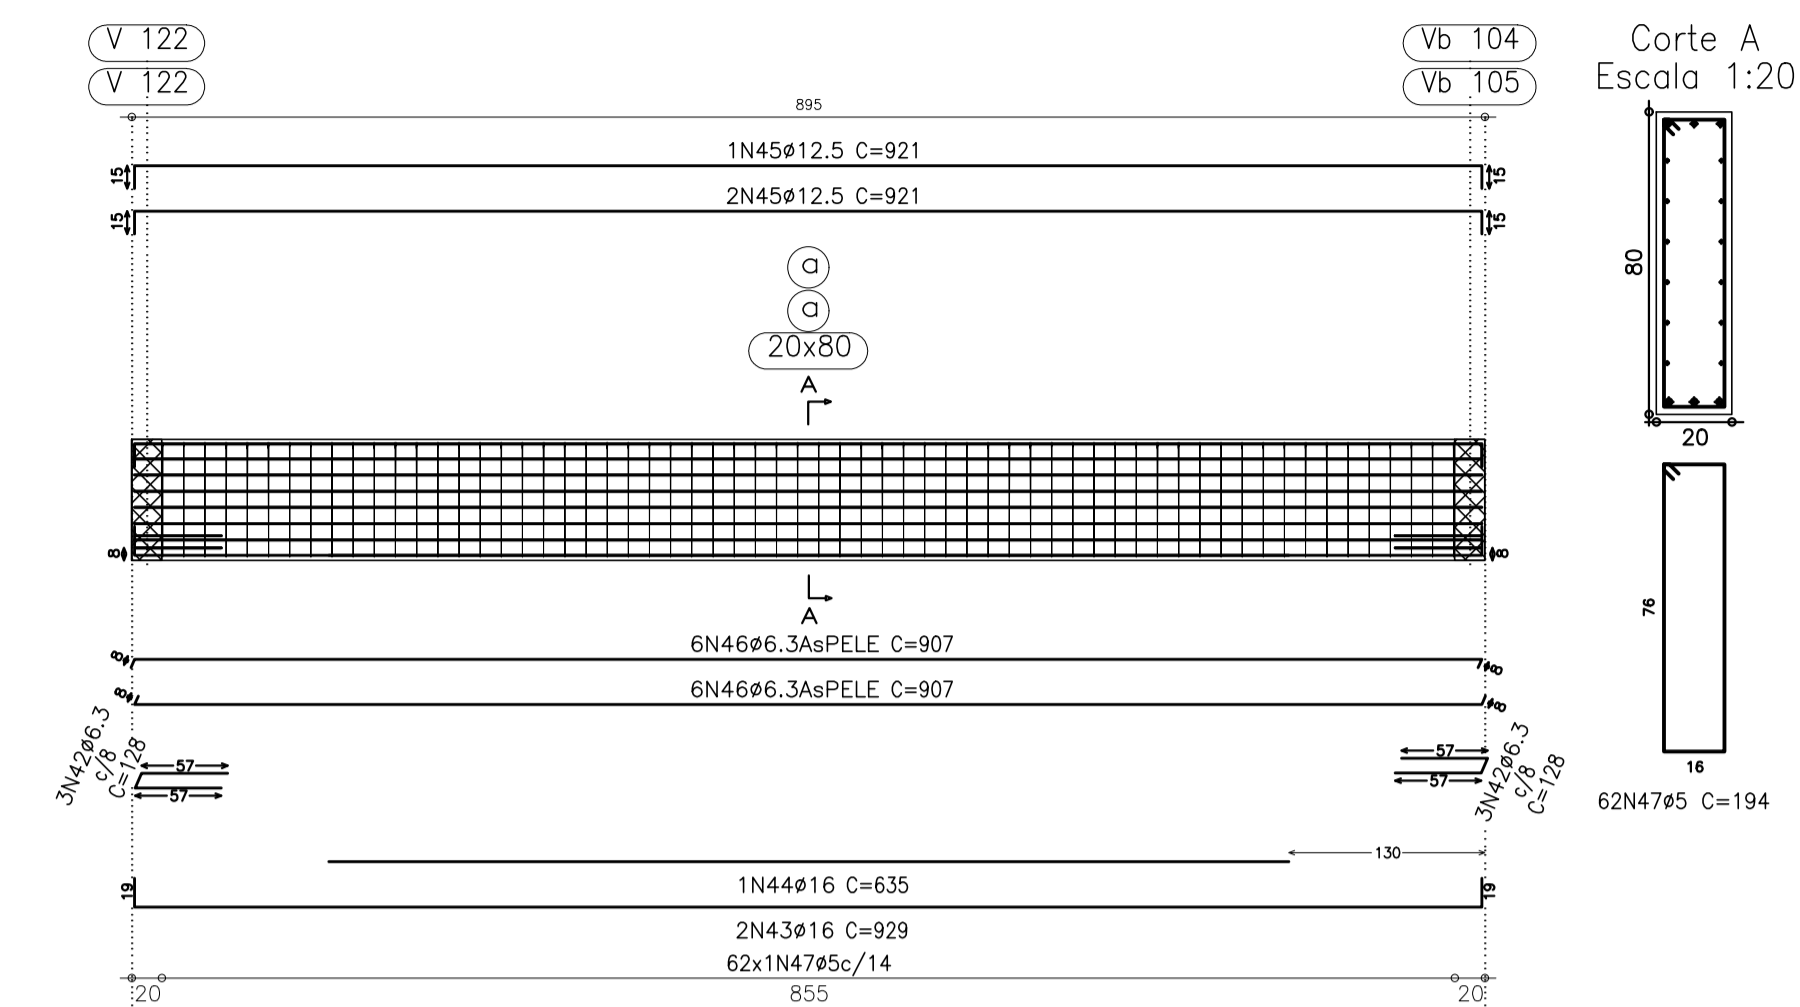 V 122
V 122
Vb 104
Vb 105
Corte A
Escala 1:20
895
1N45ø12.5 C=921
15
15
2N45ø12.5 C=921
15
15
a
a
20x80
A
80
20
8
8
A
6N46ø6.3AsPELE C=907
8
8
6N46ø6.3AsPELE C=907
8
8
76
16
62N47ø5 C=194
3N42ø6.3
c/8
C=128
57
57
57
57
3N42ø6.3
c/8
C=128
130
1N44ø16 C=635
19
19
2N43ø16 C=929
62x1N47ø5c/14
20
855
20